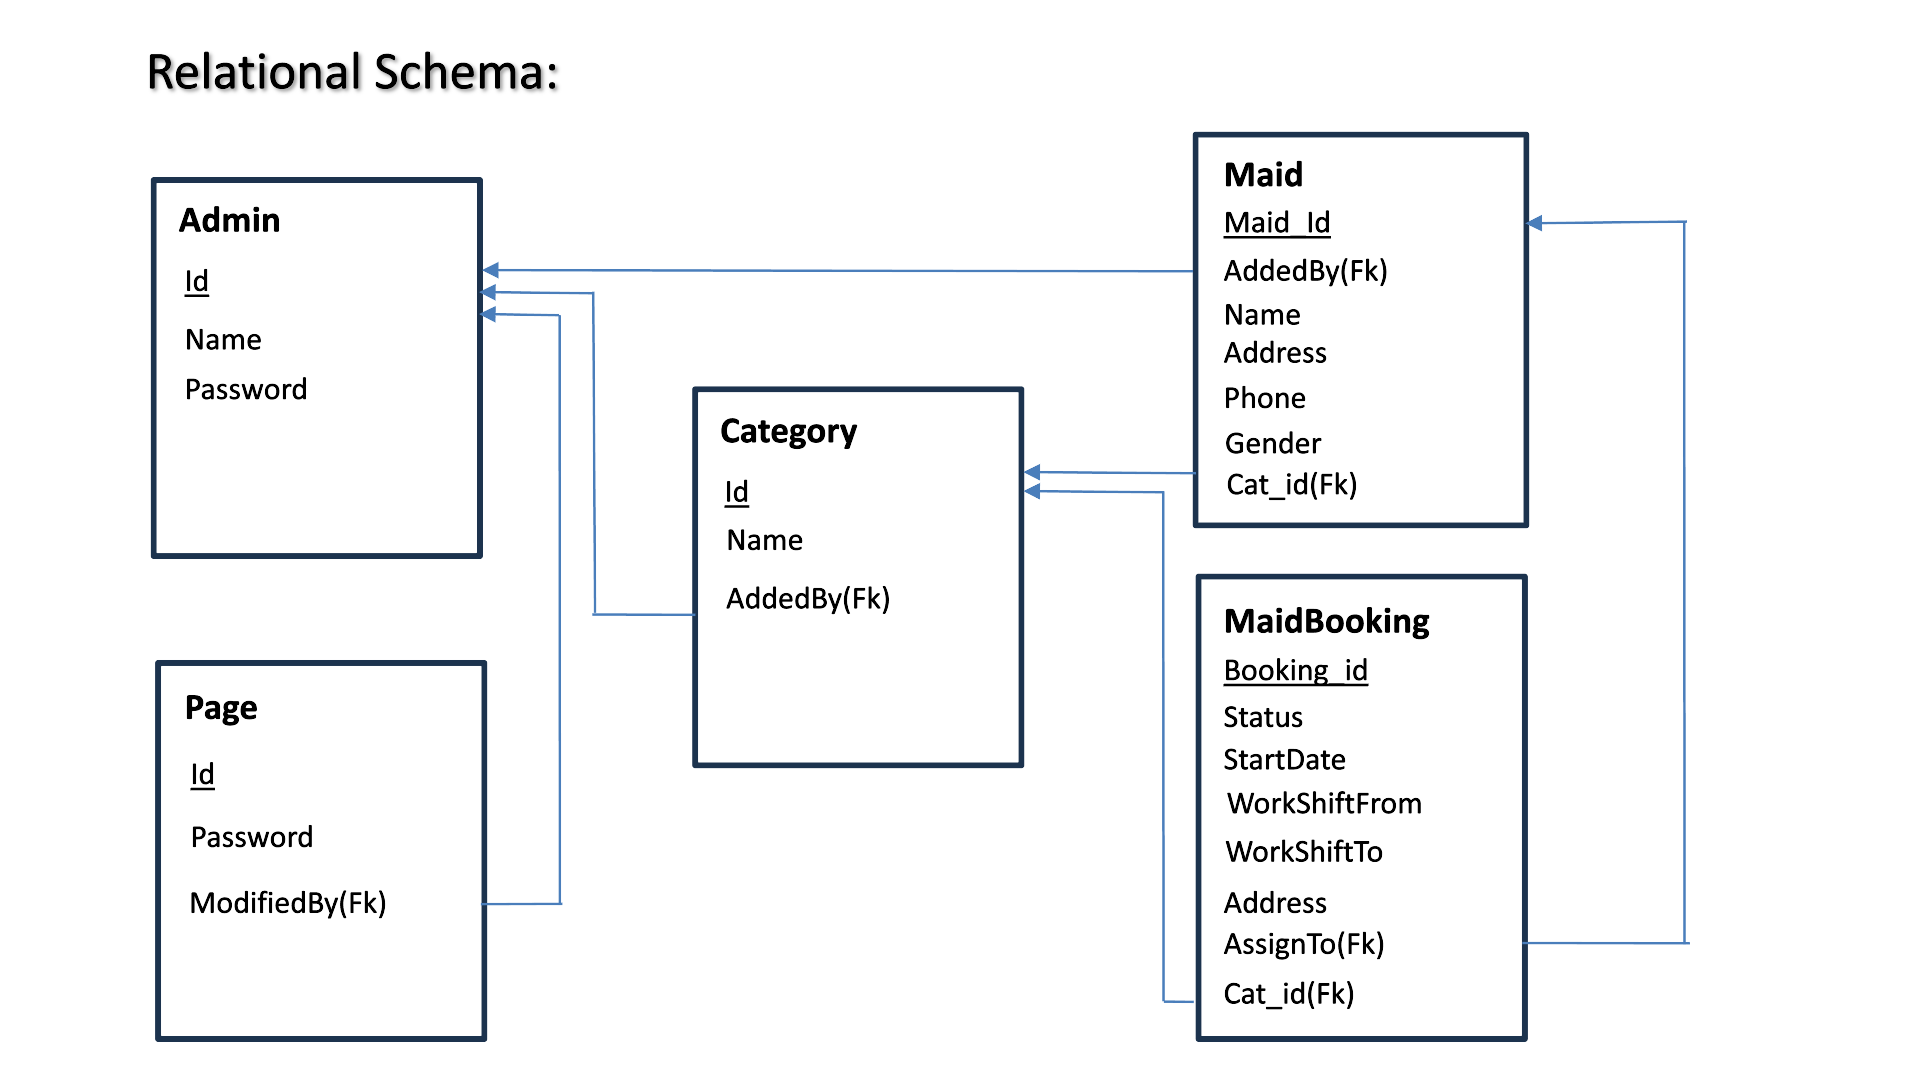 Relational Schema:
Admin
Id
Name
Password
Page
Id
Password
ModifiedBy(Fk)
Category
Id
Name
AddedBy(Fk)
Maid
Maid_Id
AddedBy(Fk)
Name
Address
Phone
Gender
Cat_id(Fk)
MaidBooking
Booking_id
Status
StartDate
WorkShiftFrom
WorkShiftTo
Address
AssignTo(Fk)
Cat_id(Fk)